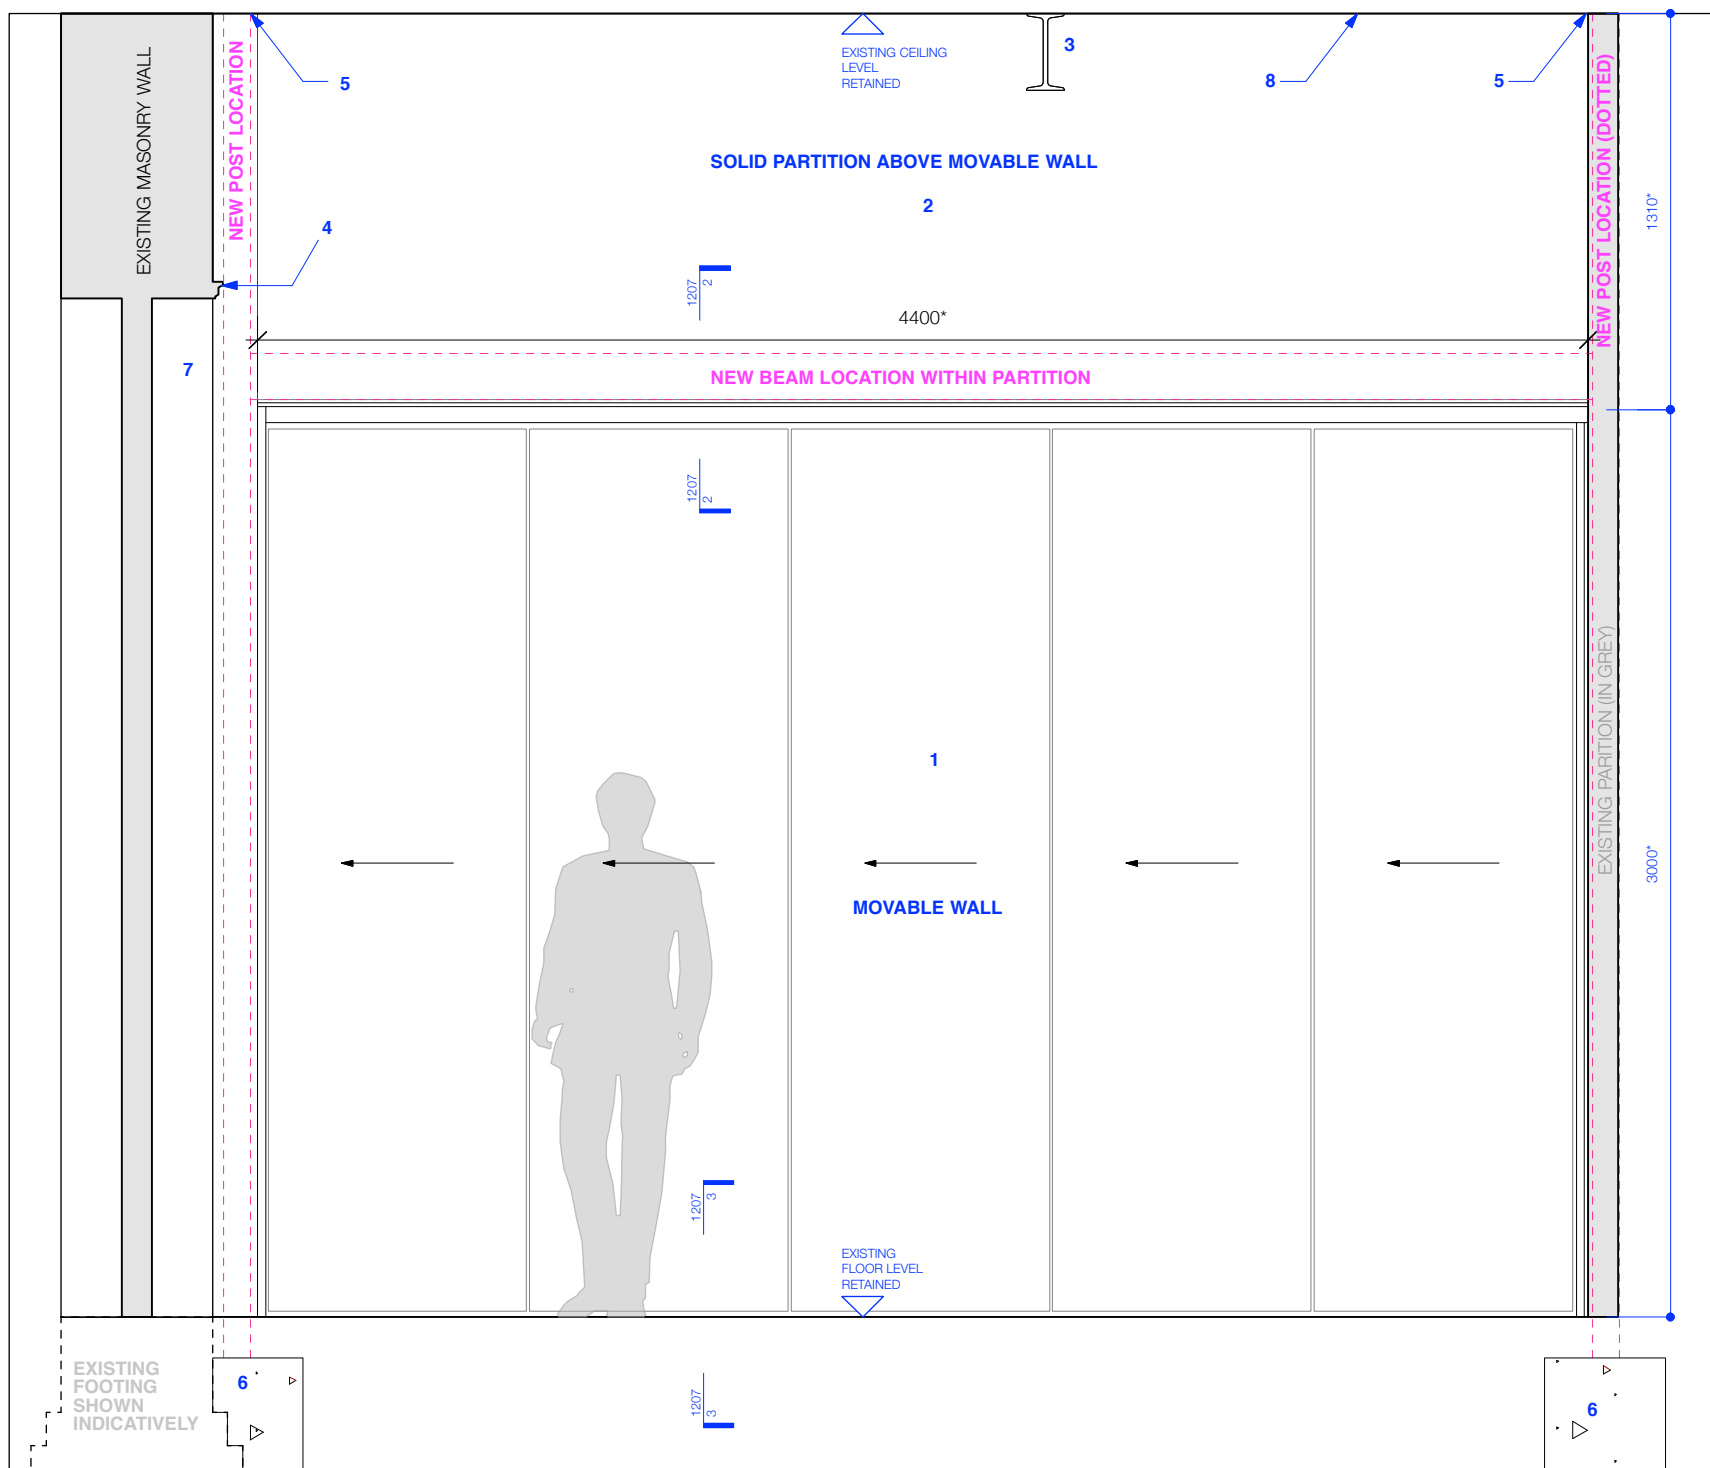 EXISTING MASONRY WALL
NEW POST LOCATION
5
EXISTING CEILING
LEVEL
RETAINED
3
8
5
NEW POST LOCATION (DOTTED)
1310*
SOLID PARTITION ABOVE MOVABLE WALL
2
4
1207
2
4400*
7
NEW BEAM LOCATION WITHIN PARTITION
1207
2
1
EXISTING PARITION (IN GREY)
3000*
MOVABLE WALL
1207
3
EXISTING
FLOOR LEVEL
RETAINED
EXISTING
FOOTING
SHOWN
INDICATIVELY
6
1207
3
6